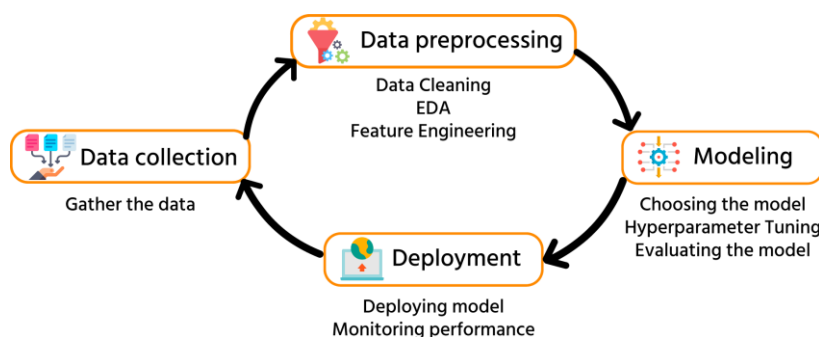 Data preprocessing
Data Cleaning
EDA
Feature Engineering
Data collection
Gather the data
Modeling
Choosing the model
Hyperparameter Tuning
Evaluating the model
Deployment
Deploying model
Monitoring performance